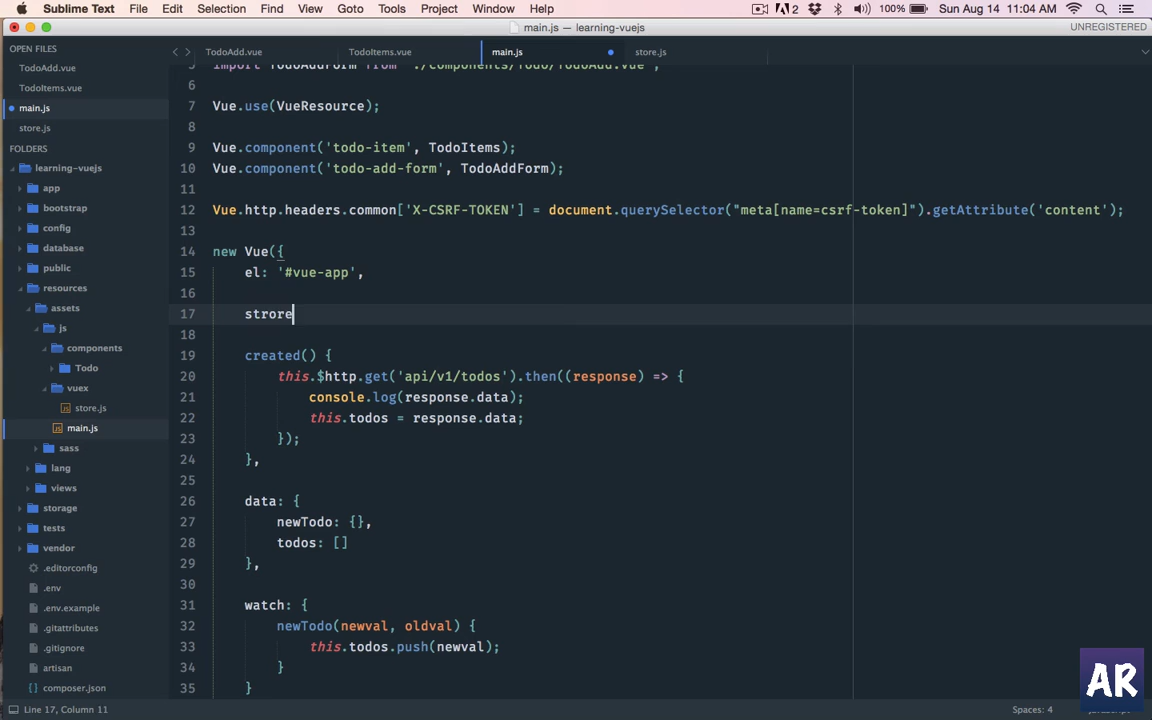 Sublime Text File Edit Selection Find View Goto Tools Project Window Help 2 100% Sun Aug 14 11:04 AM
main.js — learning-vuejs UNREGISTERED
OPEN FILES
TodoAdd.vue
TodoItems.vue
main.js
store.js
FOLDERS
learning-vuejs
app
bootstrap
config
database
public
resources
assets
js
components
Todo
vuex
store.js
main.js
sass
lang
views
storage
tests
vendor
.editorconfig
.env
.env.example
.gitattributes
.gitignore
artisan
composer.json
TodoAdd.vue TodoItems.vue main.js store.js
5 import TodoAddForm from './components/Todo/TodoAdd.vue';
6
7 Vue.use(VueResource);
8
9 Vue.component('todo-item', TodoItems);
10 Vue.component('todo-add-form', TodoAddForm);
11
12 Vue.http.headers.common['X-CSRF-TOKEN'] = document.querySelector("meta[name=csrf-token]").getAttribute('content');
13
14 new Vue({
15 el: '#vue-app',
16
17 strore
18
19 created() {
20 this.$http.get('api/v1/todos').then((response) => {
21 console.log(response.data);
22 this.todos = response.data;
23 });
24 },
25
26 data: {
27 newTodo: {},
28 todos: []
29 },
30
31 watch: {
32 newTodo(newval, oldval) {
33 this.todos.push(newval);
34 }
35 }
AR
Line 17, Column 11 Spaces: 4